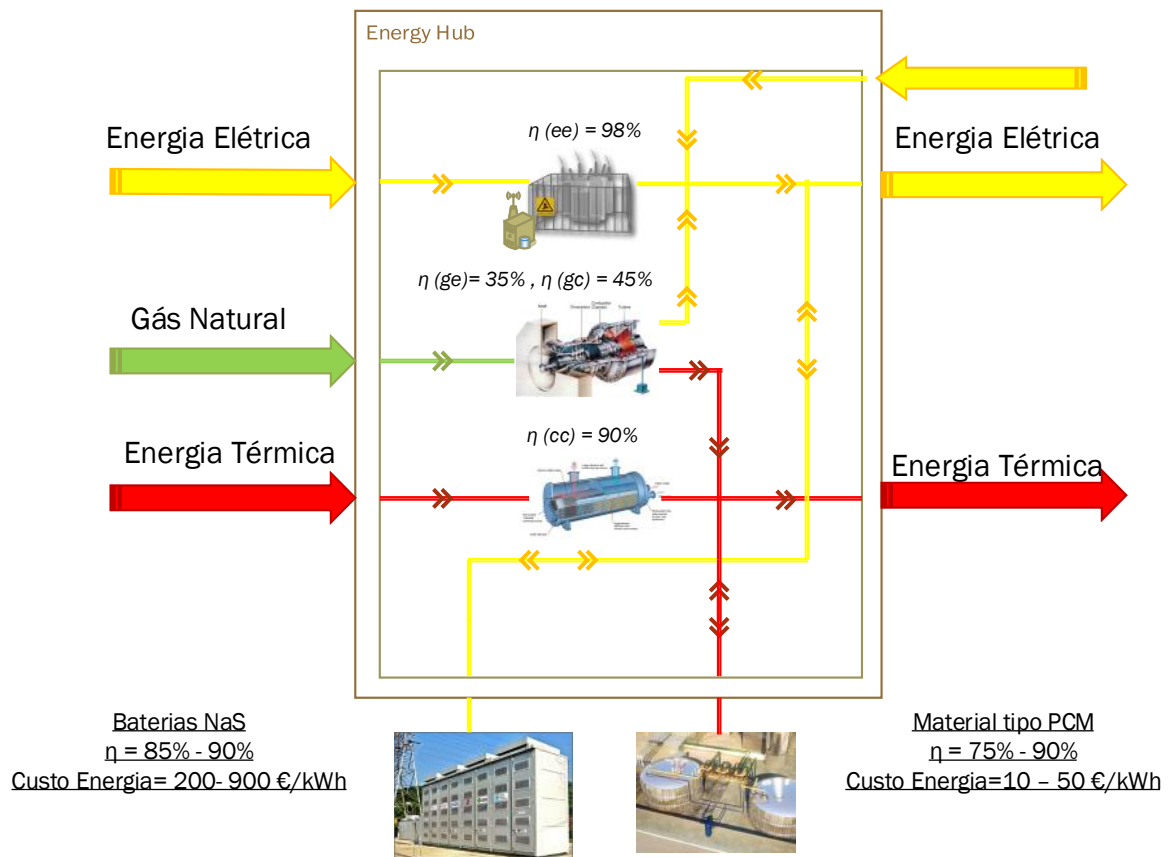 Energy Hub
η (ee) = 98%
Energia Elétrica
Energia Elétrica
η (ge)= 35% , η (gc) = 45%
Gás Natural
η (cc) = 90%
Energia Térmica
Energia Térmica
Baterias NaS
η = 85% - 90%
Custo Energia= 200- 900 €/kWh
Material tipo PCM
η = 75% - 90%
Custo Energia=10 – 50 €/kWh